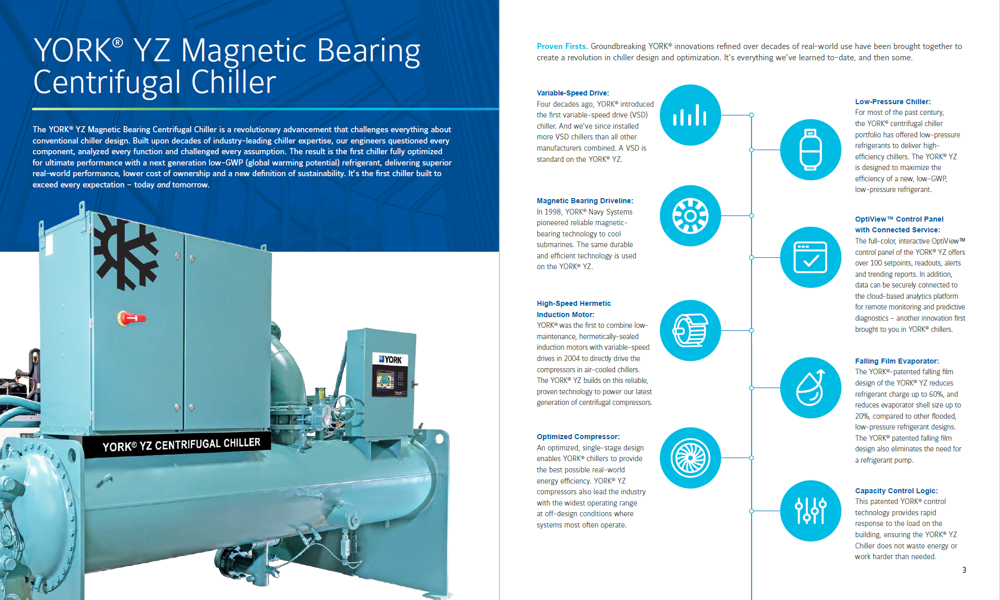 YORK® YZ Magnetic Bearing
Centrifugal Chiller
The YORK® YZ Magnetic Bearing Centrifugal Chiller is a revolutionary advancement that challenges everything about
conventional chiller design. Built upon decades of industry-leading chiller expertise, our engineers questioned every
component, analyzed every function and challenged every assumption. The result is the first chiller fully optimized
for ultimate performance with a next generation low-GWP (global warming potential) refrigerant, delivering superior
real-world performance, lower cost of ownership and a new definition of sustainability. It's the first chiller built to
exceed every expectation – today and tomorrow.
YORK®
YORK® YZ CENTRIFUGAL CHILLER
Proven Firsts. Groundbreaking YORK® innovations refined over decades of real-world use have been brought together to
create a revolution in chiller design and optimization. It's everything we've learned to-date, and then some.
Variable-Speed Drive:
Four decades ago, YORK® introduced
the first variable-speed drive (VSD)
chiller. And we've since installed
more VSD chillers than all other
manufacturers combined. A VSD is
standard on the YORK® YZ.
Magnetic Bearing Driveline:
In 1998, YORK® Navy Systems
pioneered reliable magnetic-
bearing technology to cool
submarines. The same durable
and efficient technology is used
on the YORK® YZ.
High-Speed Hermetic
Induction Motor:
YORK® was the first to combine low-
maintenance, hermetically-sealed
induction motors with variable-speed
drives in 2004 to directly drive the
compressors in air-cooled chillers.
The YORK® YZ builds on this reliable,
proven technology to power our latest
generation of centrifugal compressors.
Optimized Compressor:
An optimized, single-stage design
enables YORK® chillers to provide
the best possible real-world
energy efficiency. YORK® YZ
compressors also lead the industry
with the widest operating range
at off-design conditions where
systems most often operate.
Low-Pressure Chiller:
For most of the past century,
the YORK® centrifugal chiller
portfolio has offered low-pressure
refrigerants to deliver high-
efficiency chillers. The YORK® YZ
is designed to maximize the
efficiency of a new, low-GWP,
low-pressure refrigerant.
OptiView™ Control Panel
with Connected Service:
The full-color, interactive OptiView™
control panel of the YORK® YZ offers
over 100 setpoints, readouts, alerts
and trending reports. In addition,
data can be securely connected to
the cloud-based analytics platform
for remote monitoring and predictive
diagnostics – another innovation first
brought to you in YORK® chillers.
Falling Film Evaporator:
The YORK®-patented falling film
design of the YORK® YZ reduces
refrigerant charge up to 60%, and
reduces evaporator shell size up to
20%, compared to other flooded,
low-pressure refrigerant designs.
The YORK® patented falling film
design also eliminates the need for
a refrigerant pump.
Capacity Control Logic:
This patented YORK® control
technology provides rapid
response to the load on the
building, ensuring the YORK® YZ
Chiller does not waste energy or
work harder than needed.
3